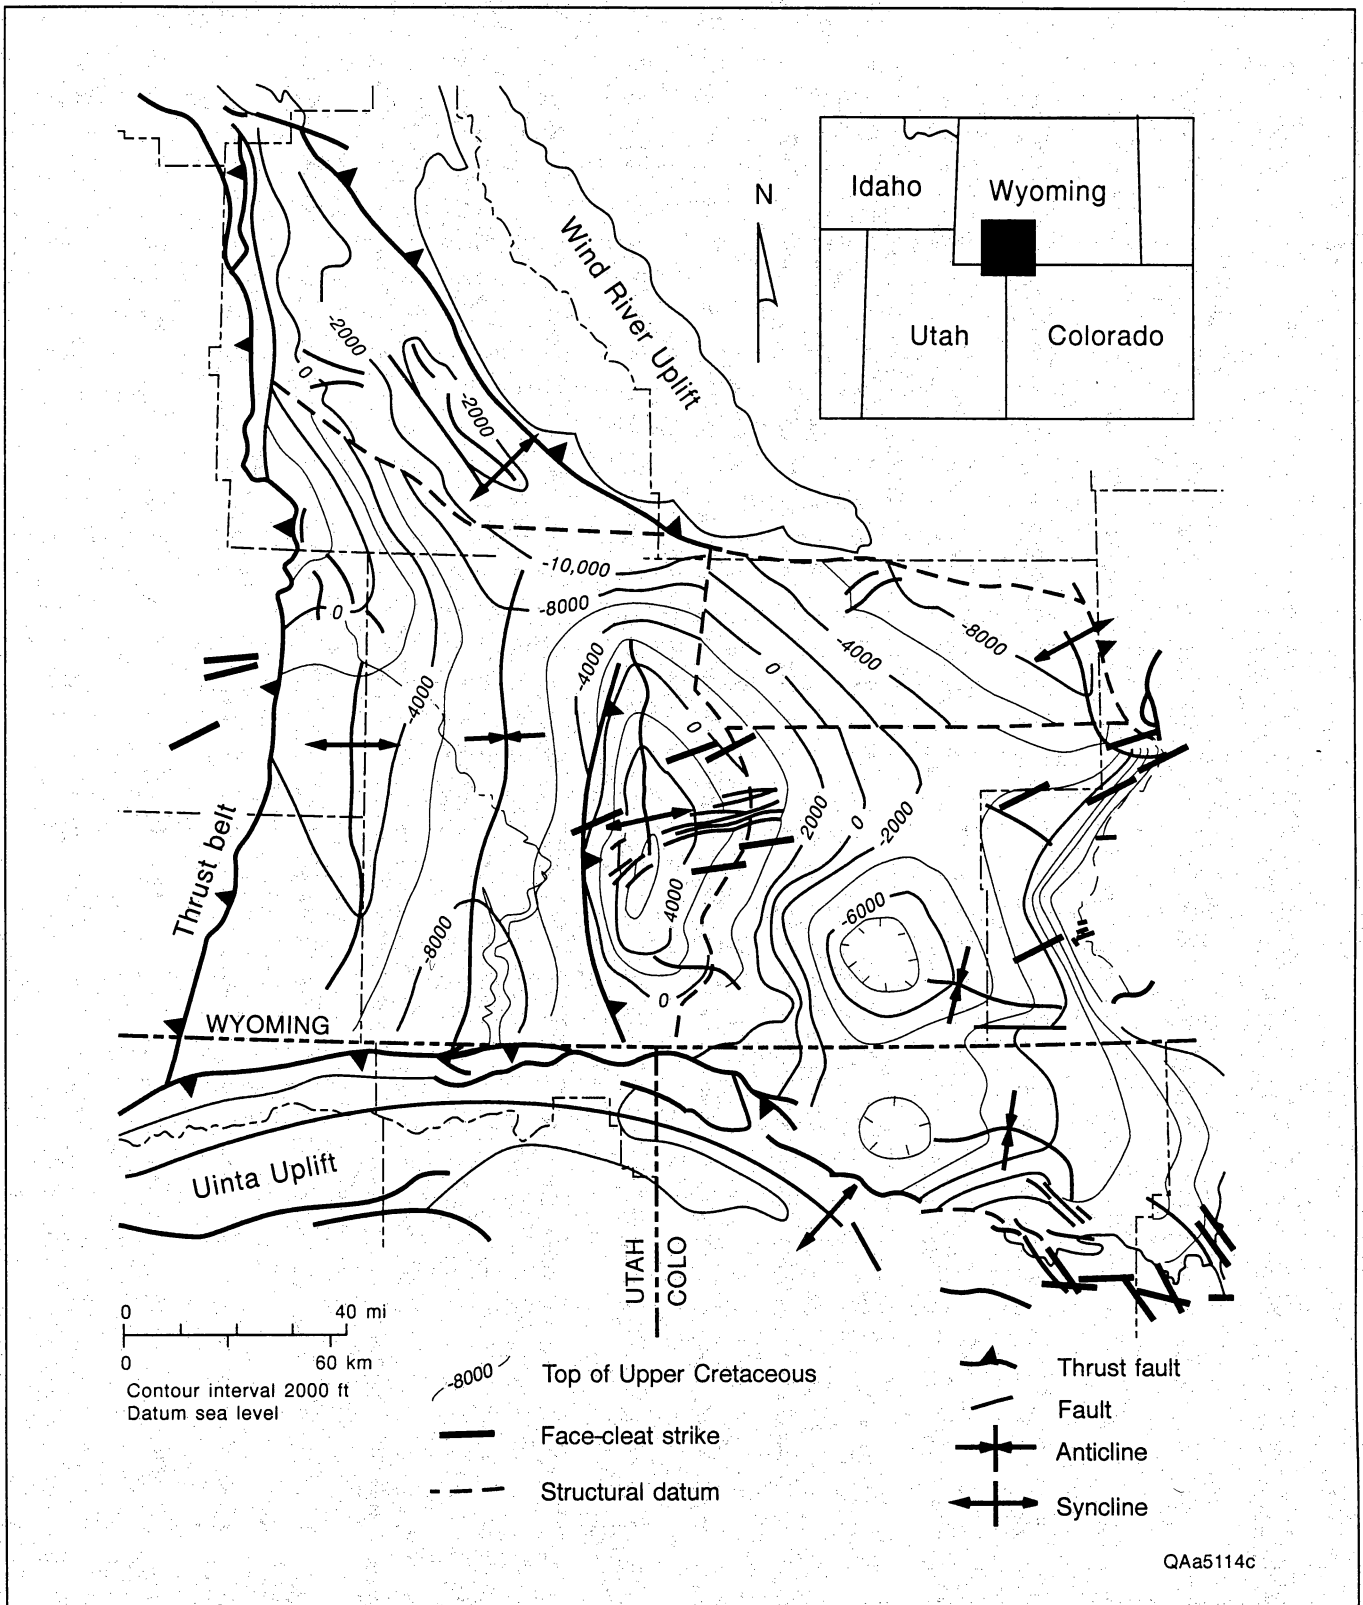 N
Idaho
Wyoming
Utah
Colorado
Wind River Uplift
-2000
0
-2000
-10,000
-8000
0
-4000
-4000
-8000
-4000
0
0
2000
0
-2000
Thrust belt
4000
-6000
-8000
0
WYOMING
Uinta Uplift
UTAH
COLO
0 40 mi
0 60 km
Contour interval 2000 ft
Datum sea level
-8000 Top of Upper Cretaceous
Face-cleat strike
Structural datum
Thrust fault
Fault
Anticline
Syncline
QAa5114c